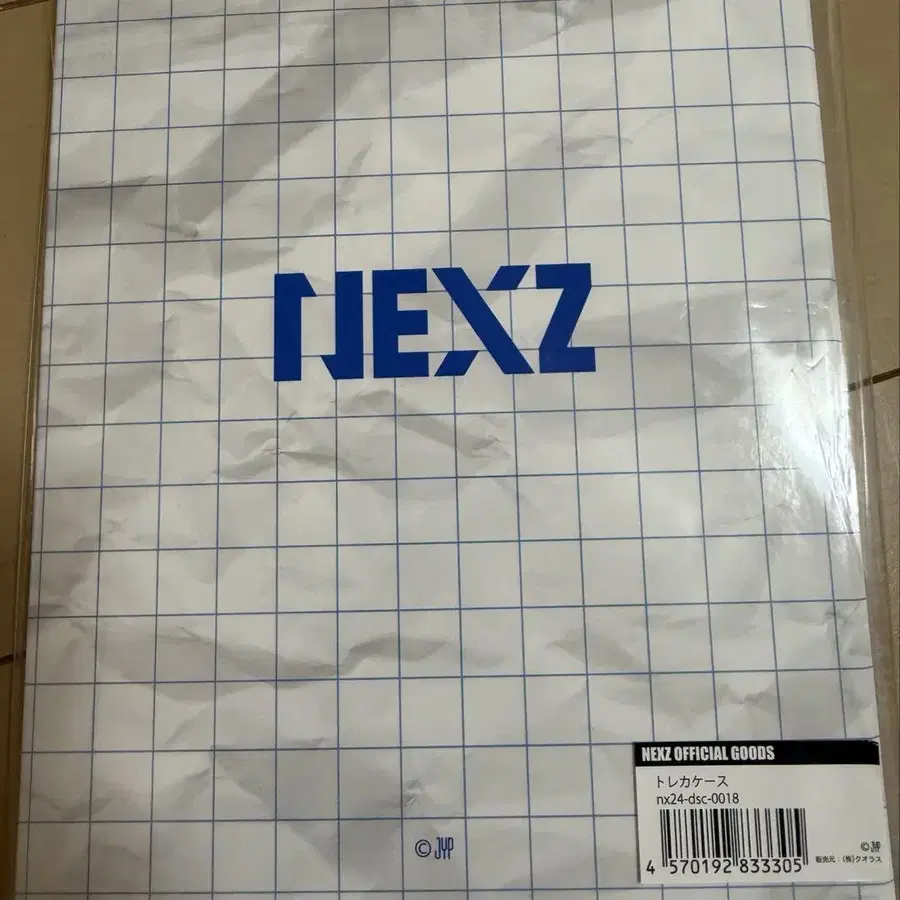 NEXZ
NEXZ OFFICIAL GOODS
トレカケース
nx24-dsc-0018
4 570192 833305
© JYP
販売元：(株)クオラス
© JYP